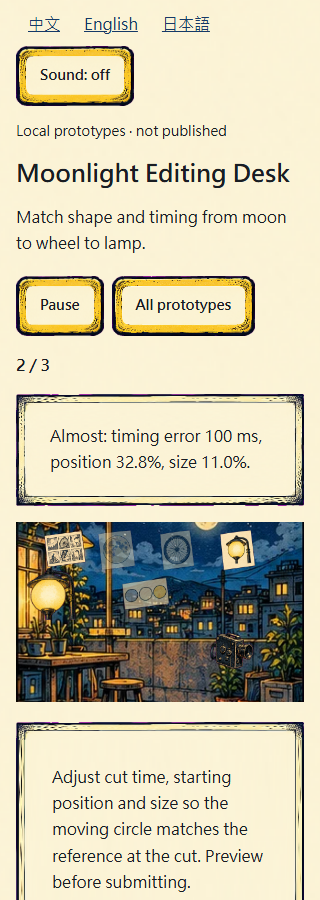 中文 English 日本語
Sound: off
Local prototypes · not published
Moonlight Editing Desk
Match shape and timing from moon
to wheel to lamp.
Pause All prototypes
2 / 3
Almost: timing error 100 ms,
position 32.8%, size 11.0%.
Adjust cut time, starting
position and size so the
moving circle matches the
reference at the cut. Preview
before submitting.